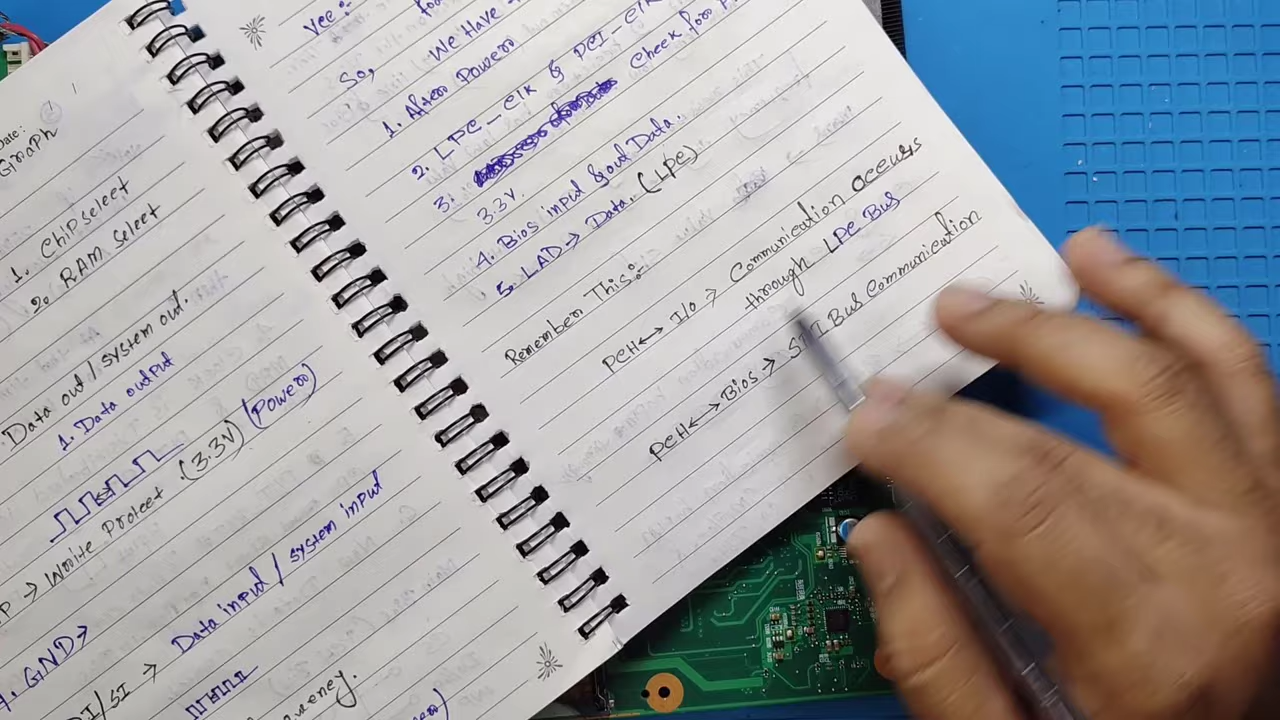 Date:
Graph
1. Chip select
2. RAM select
Data out / system out.
1. Data output
P → Write Protect (3.3V) (Power)
GND →
DI/SI → Data input / system input
Vcc:
So, We Have
1. After Power
2. LPC-clk & PCI-clk
3: Check for
3.3V.
4. Bios input & out Data.
5. LAD → Data. (LPC)
Remember This:-
PCH ↔ I/O → Communication occurs
through LPC Bus
PCH ↔ Bios → SPI Bus Communication